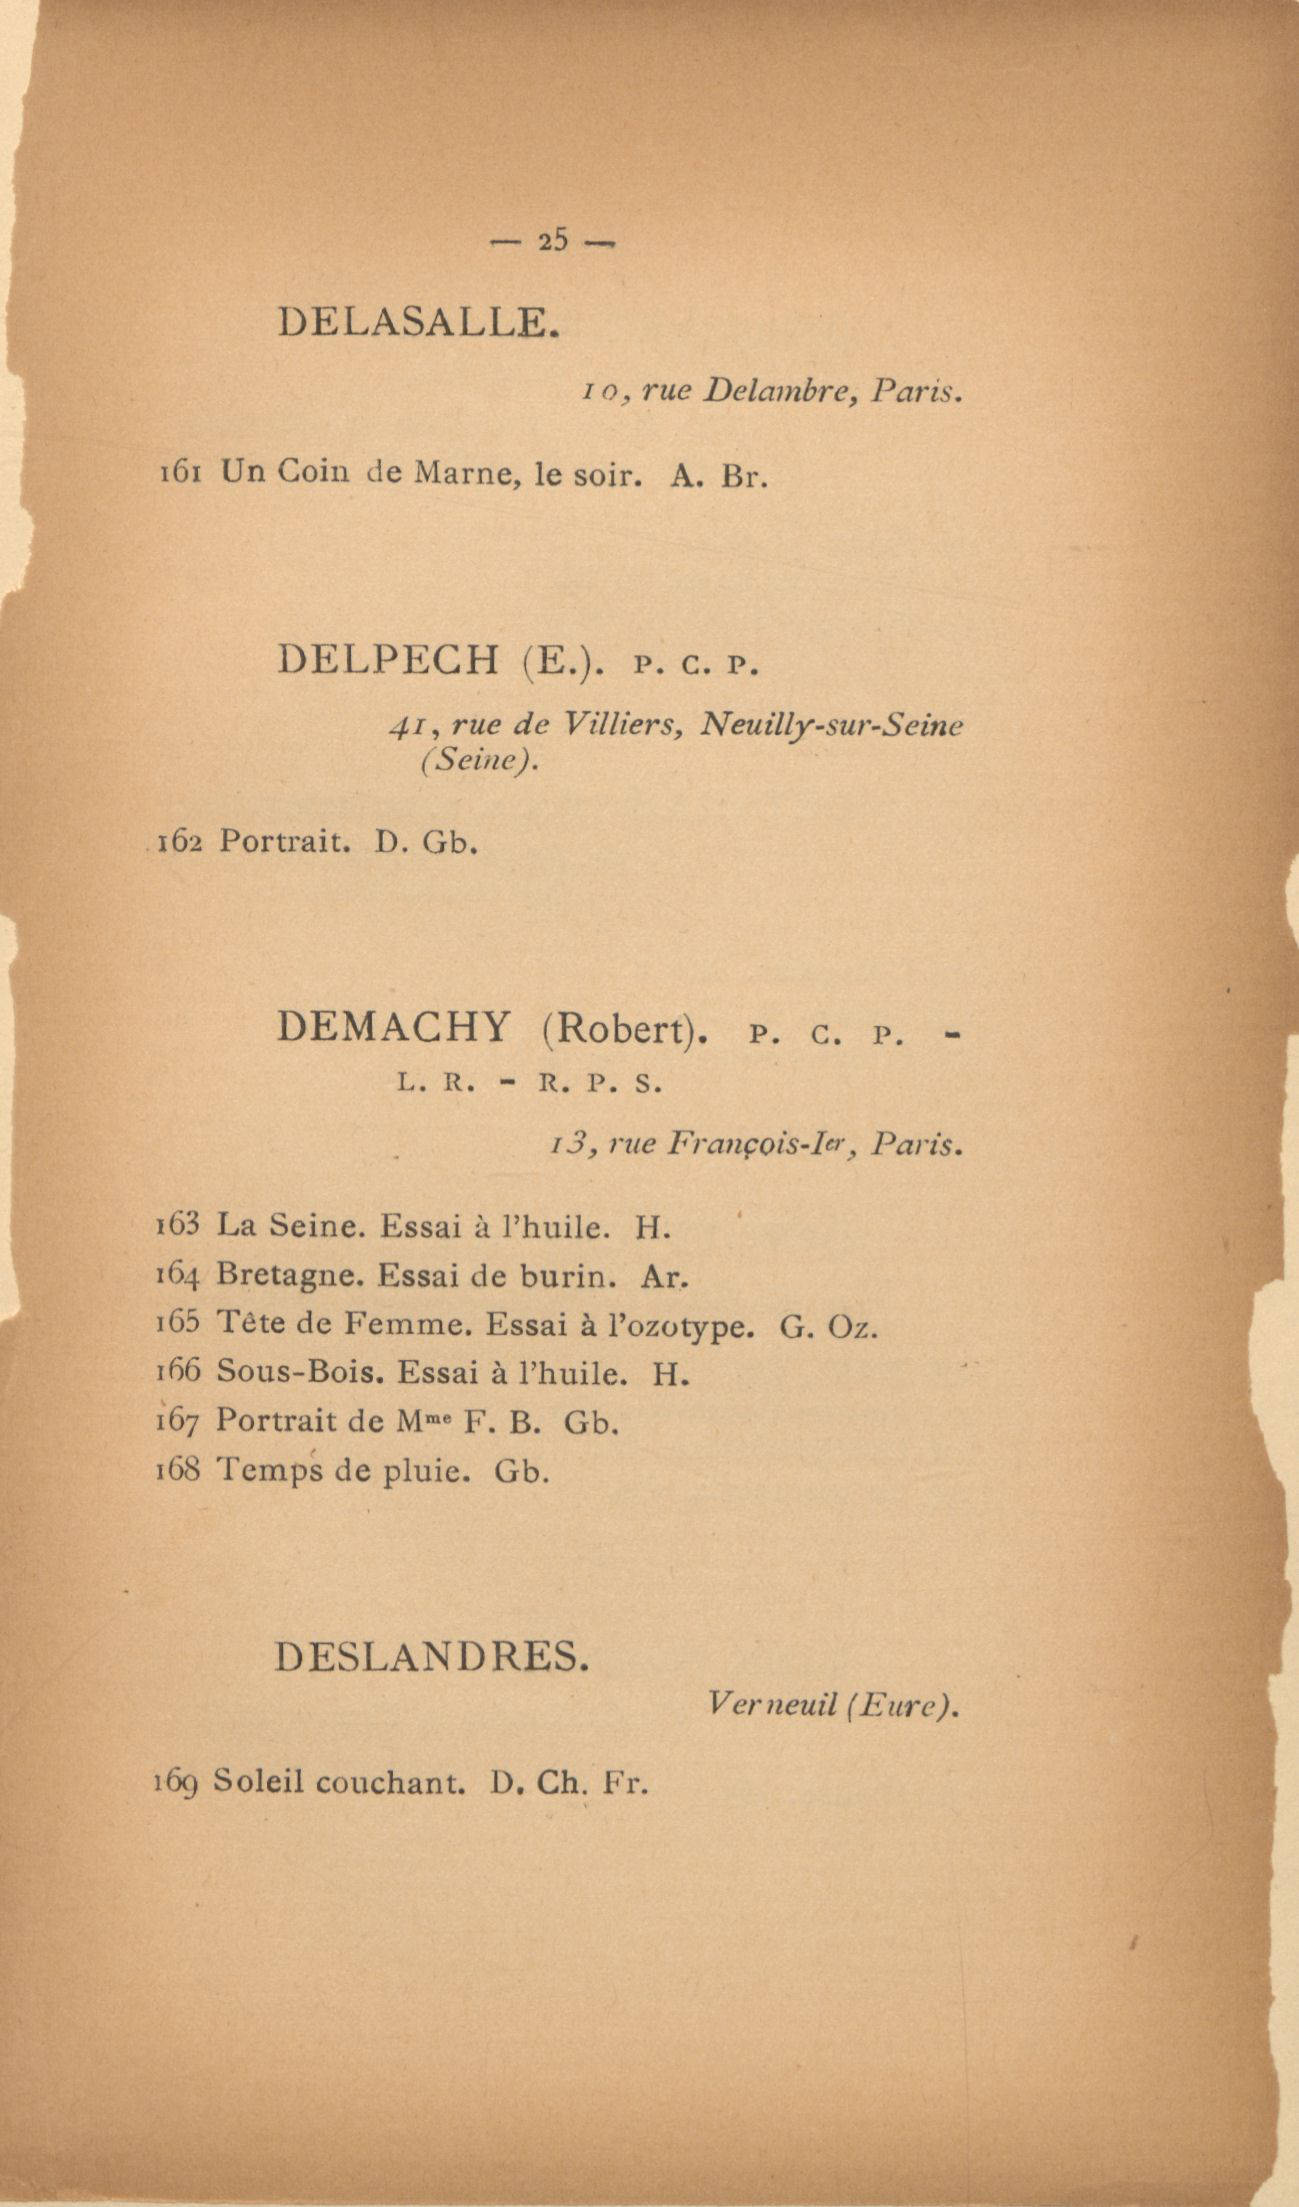 — 25 —
DELASALLE.
10, rue Delambre, Paris.
161 Un Coin de Marne, le soir. A. Br.
DELPECH (E.). P. C. P.
41, rue de Villiers, Neuilly-sur-Seine
(Seine).
162 Portrait. D. Gb.
DEMACHY (Robert). P. C. P. -
L. R. - R. P. S.
13, rue François-Ier, Paris.
163 La Seine. Essai à l'huile. H.
164 Bretagne. Essai de burin. Ar.
165 Tête de Femme. Essai à l'ozotype. G. Oz.
166 Sous-Bois. Essai à l'huile. H.
167 Portrait de Mme F. B. Gb.
168 Temps de pluie. Gb.
DESLANDRES.
Verneuil (Eure).
169 Soleil couchant. D. Ch. Fr.